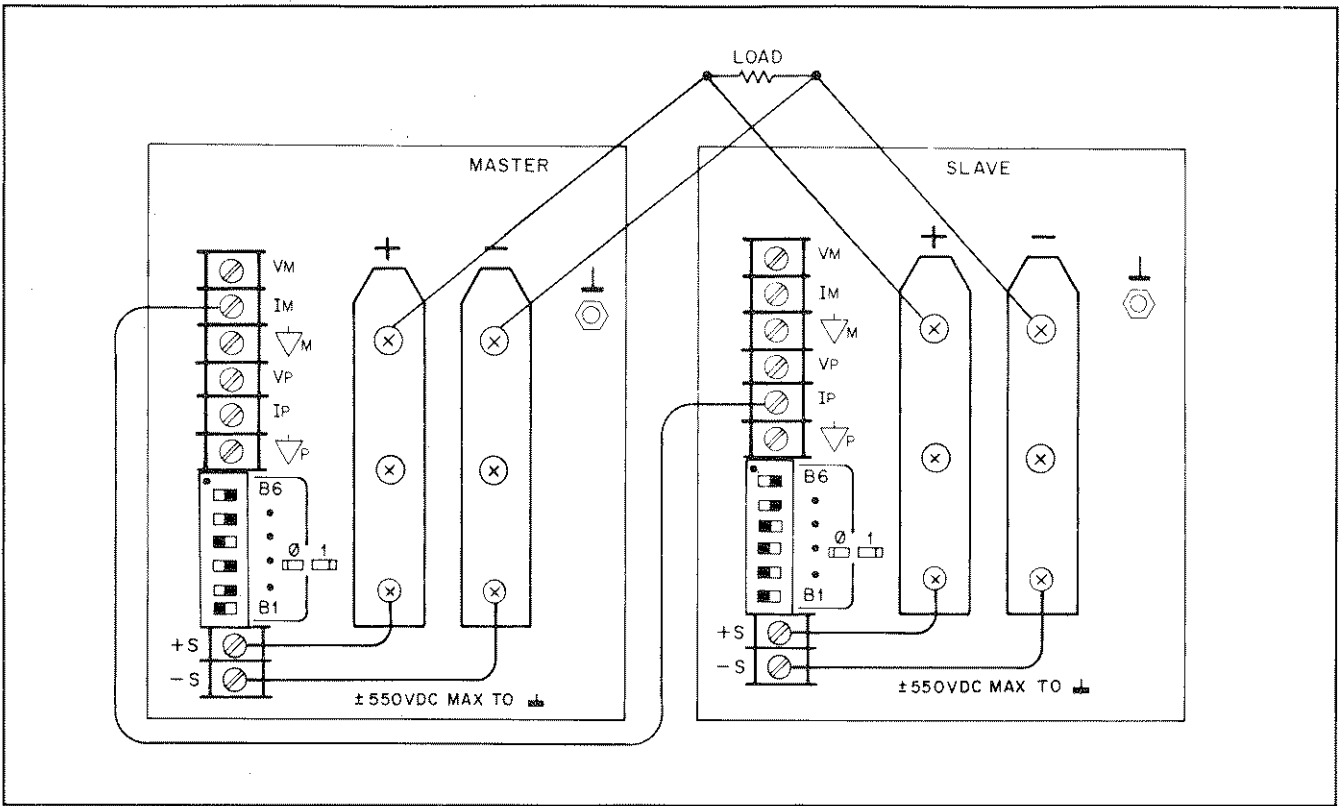 LOAD
MASTER
+
−
VM
IM
M
VP
IP
P
B6
Ø 1
B1
+S
−S
±550VDC MAX TO
SLAVE
+
−
VM
IM
M
VP
IP
P
B6
Ø 1
B1
+S
−S
±550VDC MAX TO